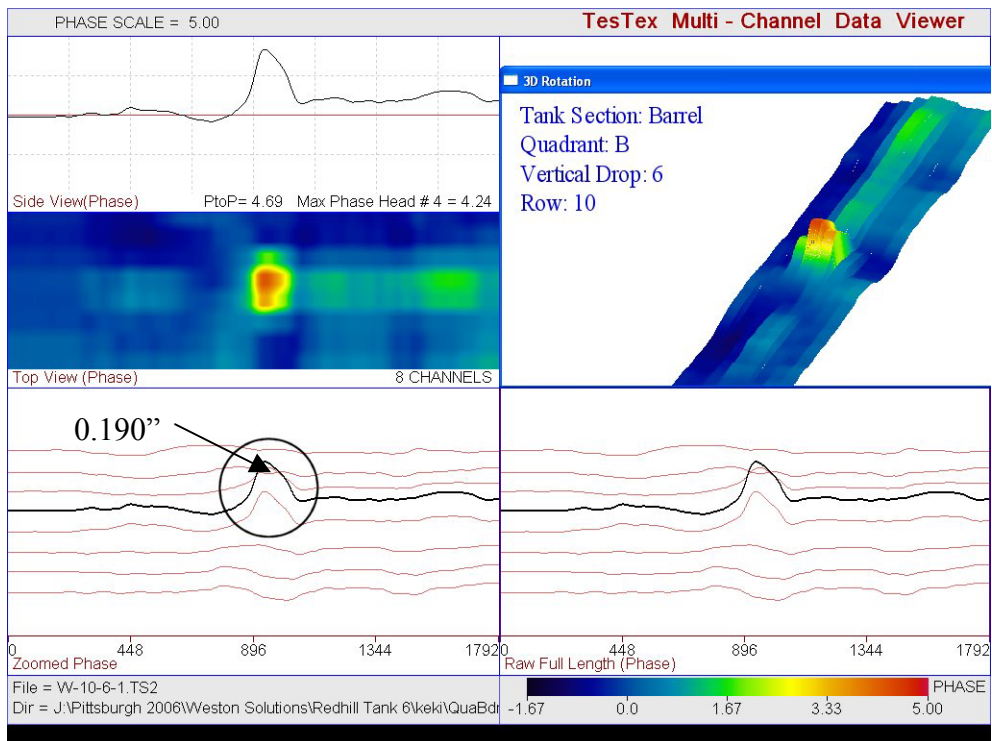 PHASE SCALE = 5.00
TesTex Multi - Channel Data Viewer
Side View(Phase) PtoP= 4.69 Max Phase Head # 4 = 4.24
3D Rotation
Tank Section: Barrel
Quadrant: B
Vertical Drop: 6
Row: 10
Top View (Phase) 8 CHANNELS
0.190”
0 448 896 1344 1792
Zoomed Phase
0 448 896 1344 1792
Raw Full Length (Phase)
File = W-10-6-1.TS2
Dir = J:\Pittsburgh 2006\Weston Solutions\Redhill Tank 6\keki\QuaBdr
PHASE
-1.67 0.0 1.67 3.33 5.00